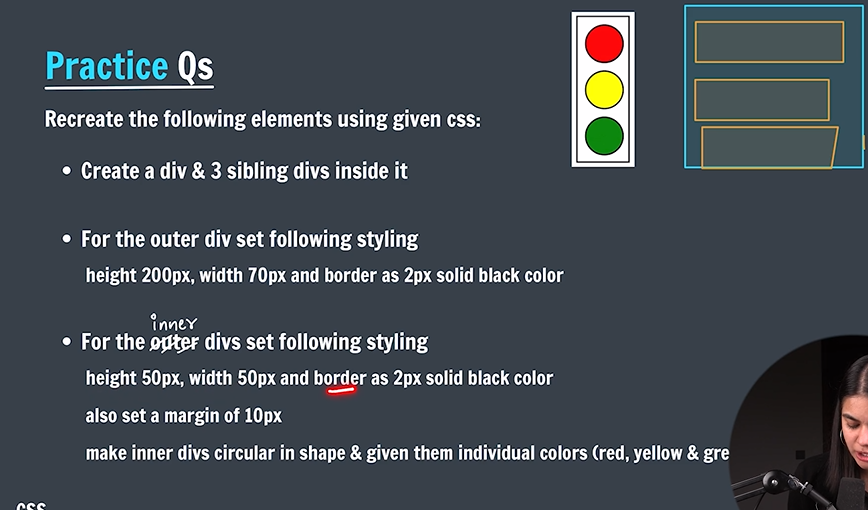 Practice Qs
Recreate the following elements using given css:
• Create a div & 3 sibling divs inside it
• For the outer div set following styling
height 200px, width 70px and border as 2px solid black color
inner
• For the outer divs set following styling
height 50px, width 50px and border as 2px solid black color
also set a margin of 10px
make inner divs circular in shape & given them individual colors (red, yellow & gre
css